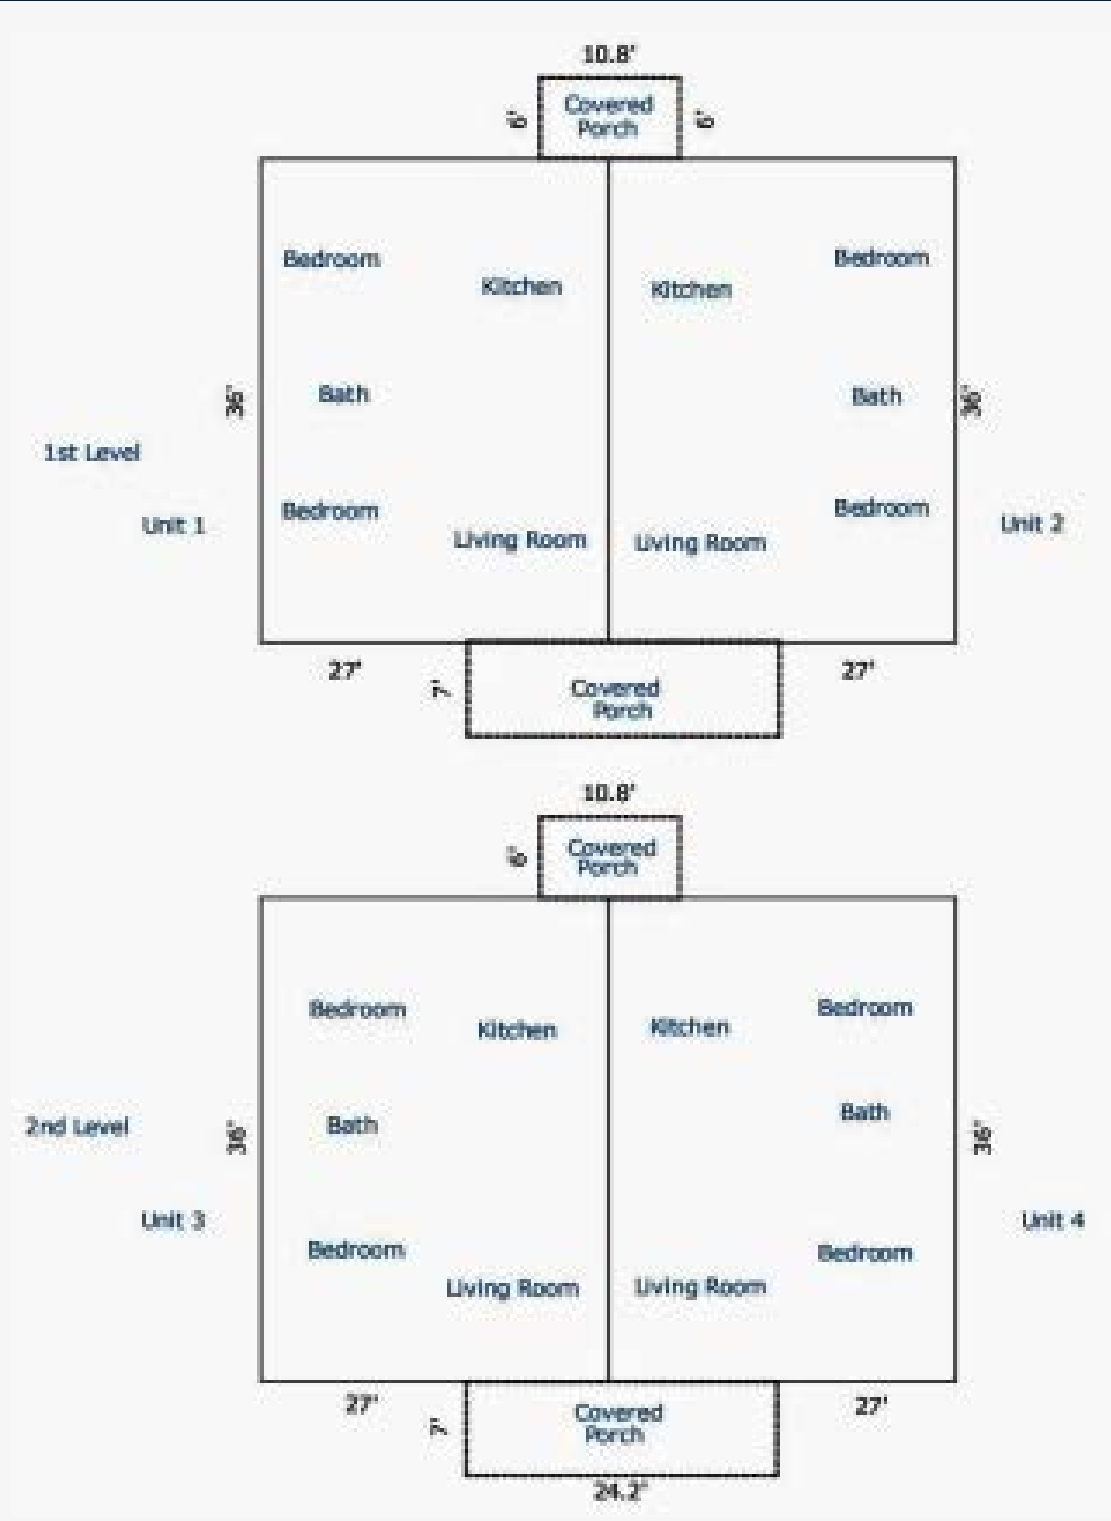 10.8'
Covered
Porch
6'
6'
Bedroom
Kitchen
Kitchen
Bedroom
36'
Bath
Bath
36'
1st Level
Unit 1
Bedroom
Living Room
Living Room
Bedroom
Unit 2
27'
7'
Covered
Porch
27'
10.8'
6'
Covered
Porch
Bedroom
Kitchen
Kitchen
Bedroom
2nd Level
36'
Bath
Bath
36'
Unit 3
Bedroom
Living Room
Living Room
Bedroom
Unit 4
27'
7'
Covered
Porch
27'
24.2'